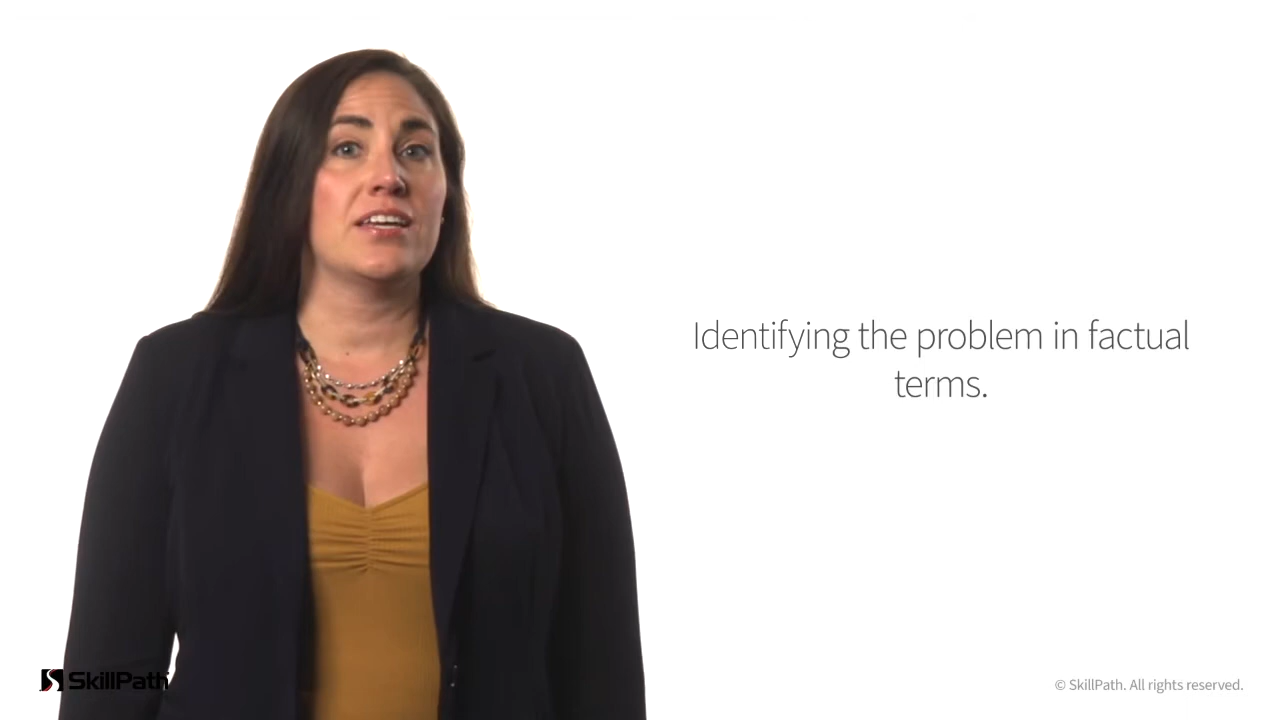 Identifying the problem in factual
terms.
SkillPath
© SkillPath. All rights reserved.